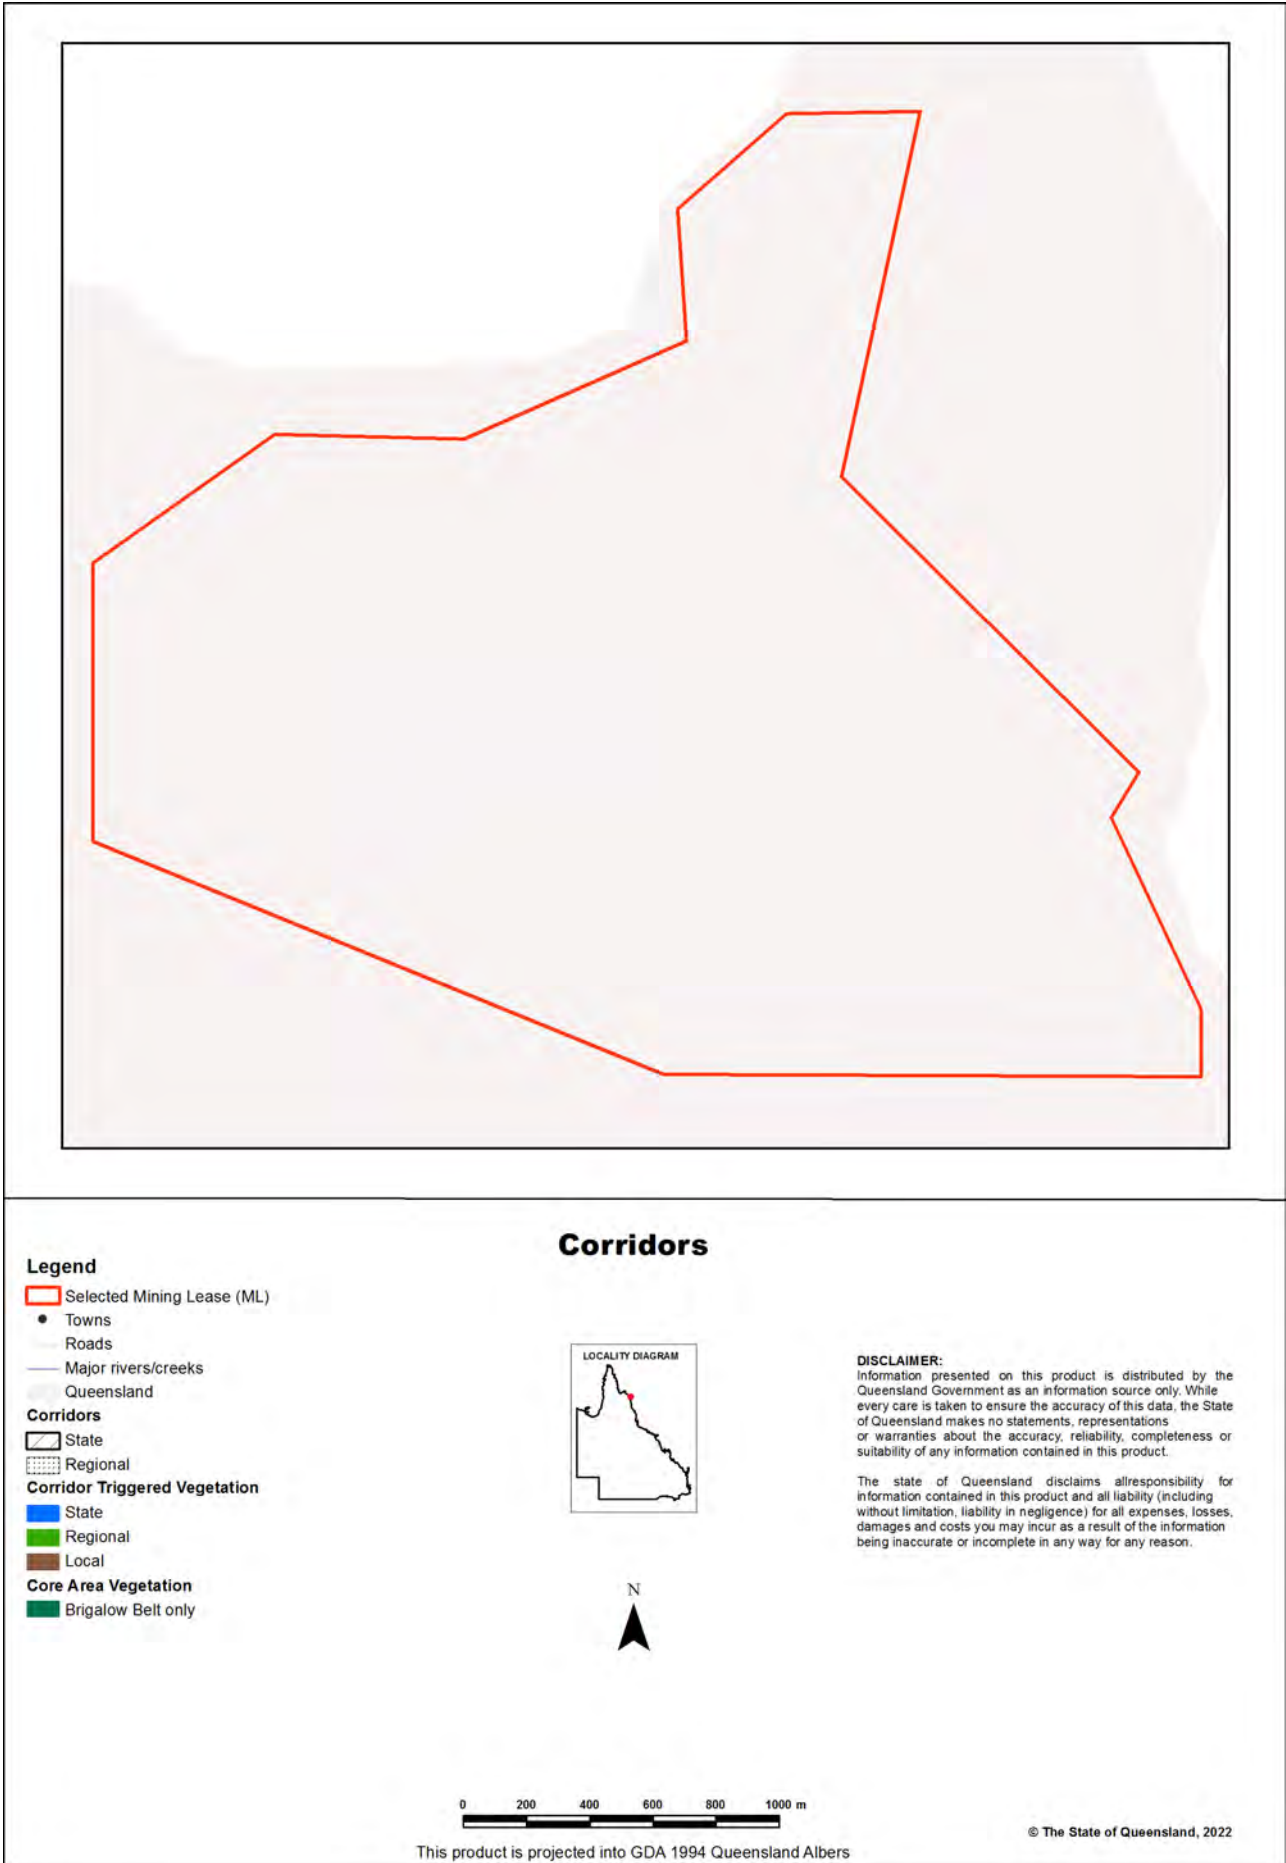 Corridors
Legend
Selected Mining Lease (ML)
Towns
Roads
Major rivers/creeks
Queensland
Corridors
State
Regional
Corridor Triggered Vegetation
State
Regional
Local
Core Area Vegetation
Brigalow Belt only
LOCALITY DIAGRAM
N
DISCLAIMER:
Information presented on this product is distributed by the
Queensland Government as an information source only. While
every care is taken to ensure the accuracy of this data, the State
of Queensland makes no statements, representations
or warranties about the accuracy, reliability, completeness or
suitability of any information contained in this product.
The state of Queensland disclaims allresponsibility for
information contained in this product and all liability (including
without limitation, liability in negligence) for all expenses, losses,
damages and costs you may incur as a result of the information
being inaccurate or incomplete in any way for any reason.
0 200 400 600 800 1000 m
This product is projected into GDA 1994 Queensland Albers
© The State of Queensland, 2022